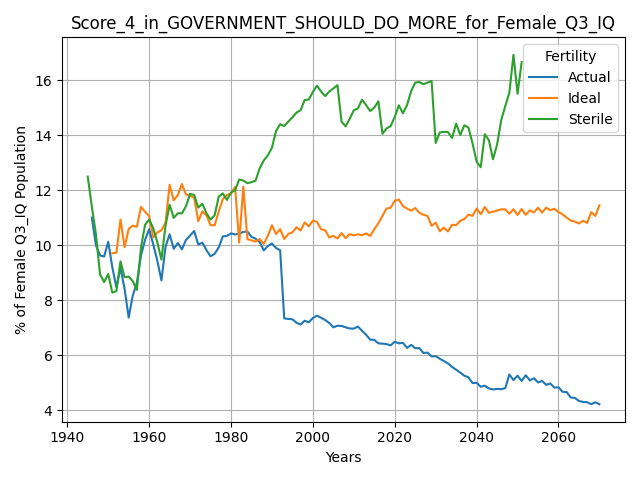 Score_4_in_GOVERNMENT_SHOULD_DO_MORE_for_Female_Q3_IQ
Fertility
Actual
Ideal
Sterile
% of Female Q3_IQ Population
16
14
12
10
8
6
4
1940 1960 1980 2000 2020 2040 2060
Years